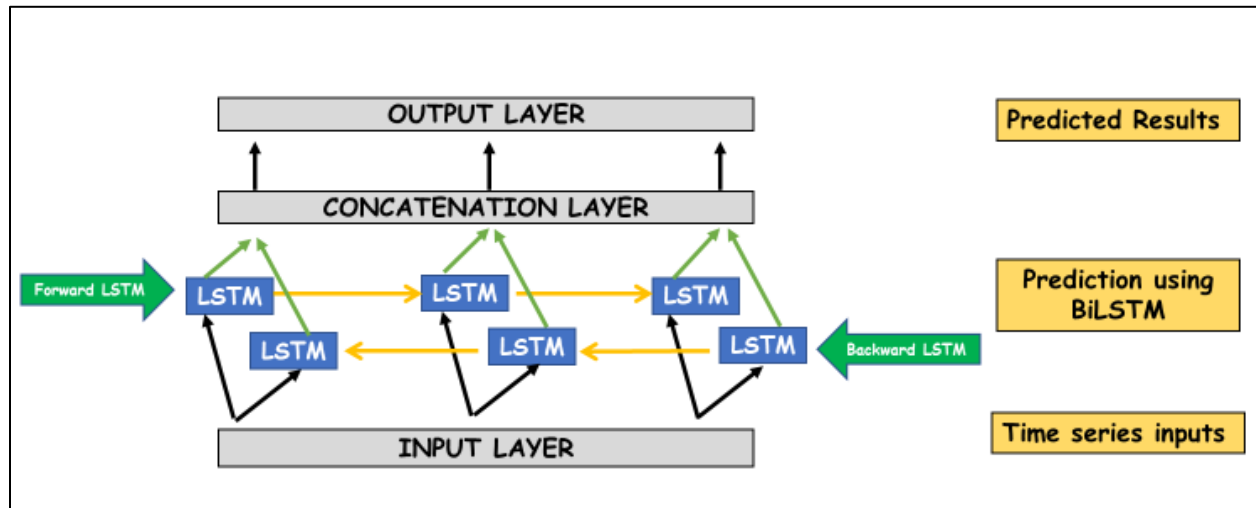 OUTPUT LAYER
Predicted Results
CONCATENATION LAYER
Forward LSTM
LSTM
LSTM
LSTM
Prediction using
BiLSTM
LSTM
LSTM
LSTM
Backward LSTM
INPUT LAYER
Time series inputs